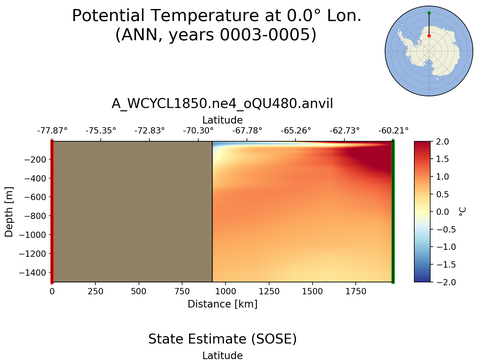 Potential Temperature at 0.0° Lon.
(ANN, years 0003-0005)
A_WCYCL1850.ne4_oQU480.anvil
Latitude
-77.87° -75.35° -72.83° -70.30° -67.78° -65.26° -62.73° -60.21°
Depth [m]
−200
−400
−600
−800
−1000
−1200
−1400
0 250 500 750 1000 1250 1500 1750
Distance [km]
2.0
1.5
1.0
0.5
0.0
−0.5
−1.0
−1.5
−2.0
°C
State Estimate (SOSE)
Latitude